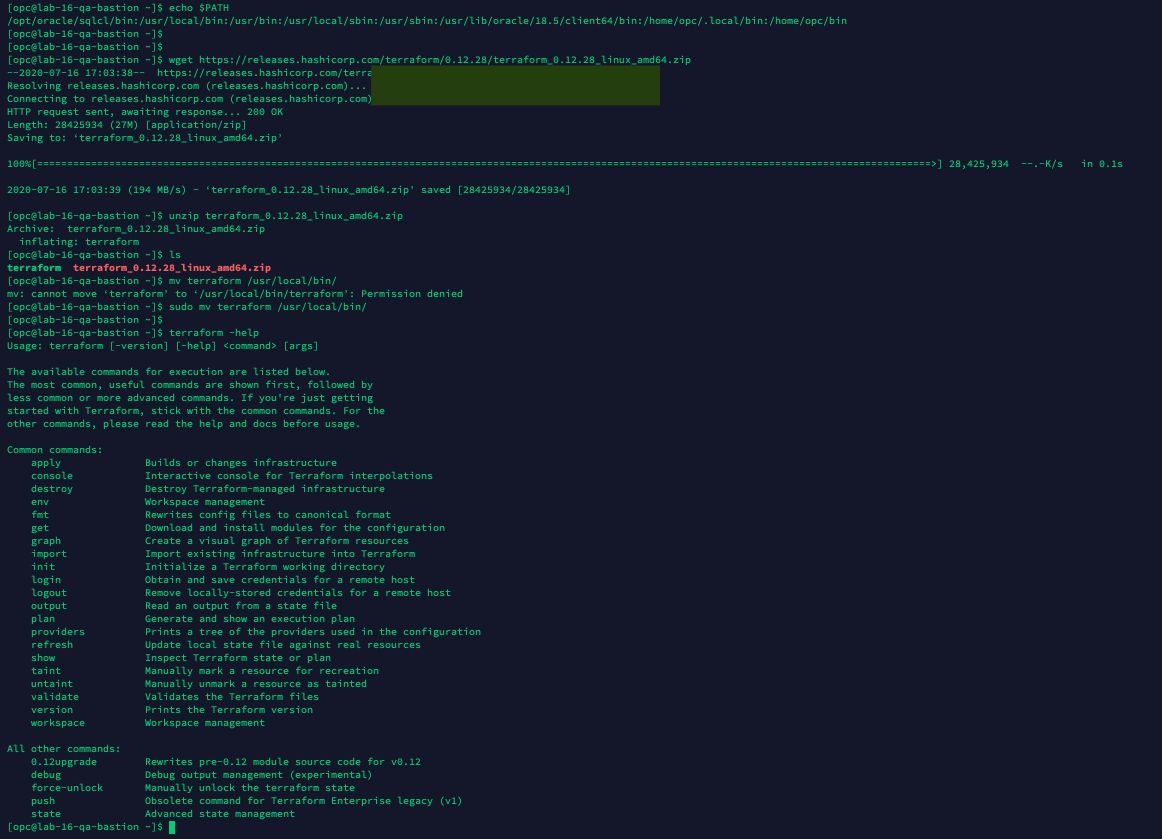 [opc@lab-16-qa-bastion ~]$ echo $PATH
/opt/oracle/sqlcl/bin:/usr/local/bin:/usr/bin:/usr/local/sbin:/usr/sbin:/usr/lib/oracle/18.5/client64/bin:/home/opc/.local/bin:/home/opc/bin
[opc@lab-16-qa-bastion ~]$
[opc@lab-16-qa-bastion ~]$
[opc@lab-16-qa-bastion ~]$ wget https://releases.hashicorp.com/terraform/0.12.28/terraform_0.12.28_linux_amd64.zip
--2020-07-16 17:03:38--  https://releases.hashicorp.com/terra
Resolving releases.hashicorp.com (releases.hashicorp.com)...
Connecting to releases.hashicorp.com (releases.hashicorp.com)
HTTP request sent, awaiting response... 200 OK
Length: 28425934 (27M) [application/zip]
Saving to: ‘terraform_0.12.28_linux_amd64.zip’
100%[=====================================================================================================================================================>] 28,425,934  --.-K/s   in 0.1s
2020-07-16 17:03:39 (194 MB/s) - ‘terraform_0.12.28_linux_amd64.zip’ saved [28425934/28425934]
[opc@lab-16-qa-bastion ~]$ unzip terraform_0.12.28_linux_amd64.zip
Archive:  terraform_0.12.28_linux_amd64.zip
  inflating: terraform
[opc@lab-16-qa-bastion ~]$ ls
terraform  terraform_0.12.28_linux_amd64.zip
[opc@lab-16-qa-bastion ~]$ mv terraform /usr/local/bin/
mv: cannot move ‘terraform’ to ‘/usr/local/bin/terraform’: Permission denied
[opc@lab-16-qa-bastion ~]$ sudo mv terraform /usr/local/bin/
[opc@lab-16-qa-bastion ~]$
[opc@lab-16-qa-bastion ~]$ terraform -help
Usage: terraform [-version] [-help] <command> [args]
The available commands for execution are listed below.
The most common, useful commands are shown first, followed by
less common or more advanced commands. If you're just getting
started with Terraform, stick with the common commands. For the
other commands, please read the help and docs before usage.
Common commands:
    apply              Builds or changes infrastructure
    console            Interactive console for Terraform interpolations
    destroy            Destroy Terraform-managed infrastructure
    env                Workspace management
    fmt                Rewrites config files to canonical format
    get                Download and install modules for the configuration
    graph              Create a visual graph of Terraform resources
    import             Import existing infrastructure into Terraform
    init               Initialize a Terraform working directory
    login              Obtain and save credentials for a remote host
    logout             Remove locally-stored credentials for a remote host
    output             Read an output from a state file
    plan               Generate and show an execution plan
    providers          Prints a tree of the providers used in the configuration
    refresh            Update local state file against real resources
    show               Inspect Terraform state or plan
    taint              Manually mark a resource for recreation
    untaint            Manually unmark a resource as tainted
    validate           Validates the Terraform files
    version            Prints the Terraform version
    workspace          Workspace management
All other commands:
    0.12upgrade        Rewrites pre-0.12 module source code for v0.12
    debug              Debug output management (experimental)
    force-unlock       Manually unlock the terraform state
    push               Obsolete command for Terraform Enterprise legacy (v1)
    state              Advanced state management
[opc@lab-16-qa-bastion ~]$